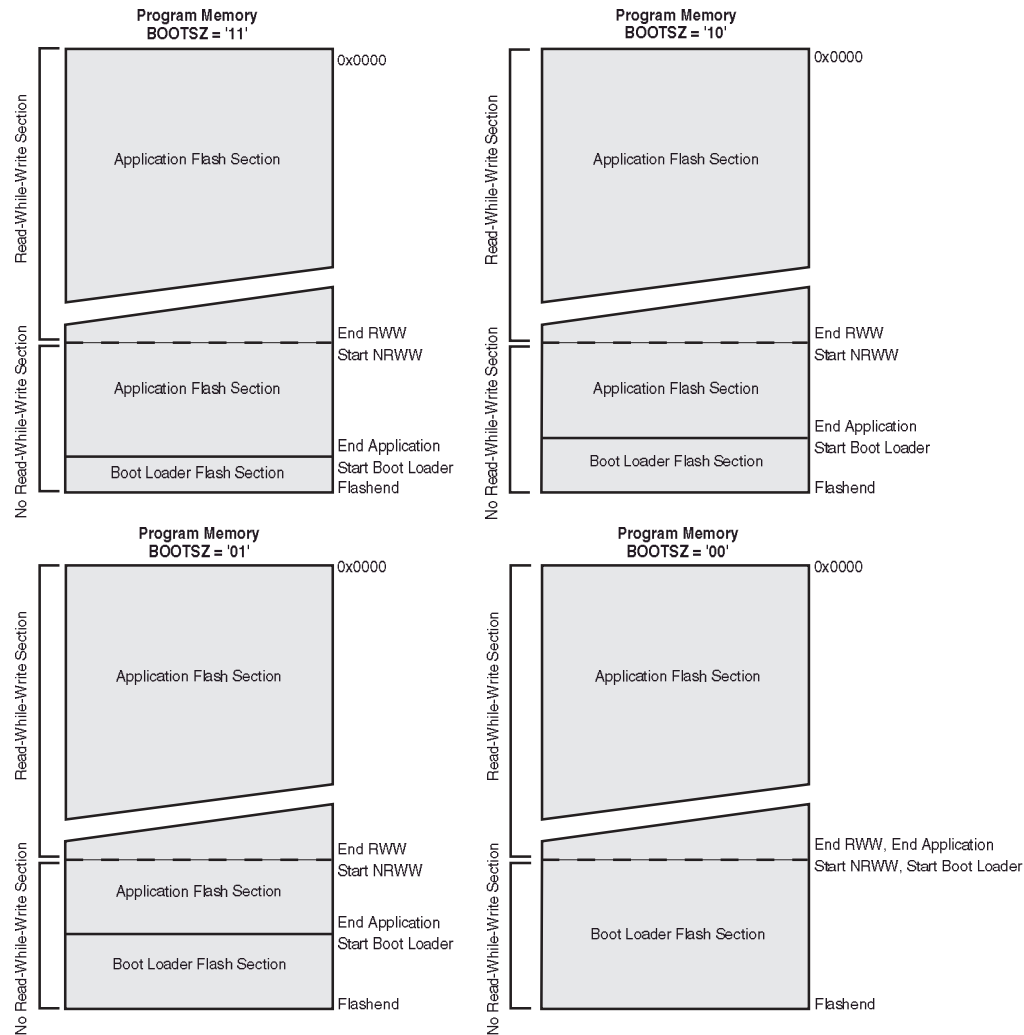 Program Memory
BOOTSZ = '11'
0x0000
Read-While-Write Section
Application Flash Section
End RWW
Start NRWW
No Read-While-Write Section
Application Flash Section
End Application
Start Boot Loader
Boot Loader Flash Section
Flashend
Program Memory
BOOTSZ = '10'
0x0000
Read-While-Write Section
Application Flash Section
End RWW
Start NRWW
No Read-While-Write Section
Application Flash Section
End Application
Start Boot Loader
Boot Loader Flash Section
Flashend
Program Memory
BOOTSZ = '01'
0x0000
Read-While-Write Section
Application Flash Section
End RWW
Start NRWW
No Read-While-Write Section
Application Flash Section
End Application
Start Boot Loader
Boot Loader Flash Section
Flashend
Program Memory
BOOTSZ = '00'
0x0000
Read-While-Write Section
Application Flash Section
End RWW, End Application
Start NRWW, Start Boot Loader
No Read-While-Write Section
Boot Loader Flash Section
Flashend